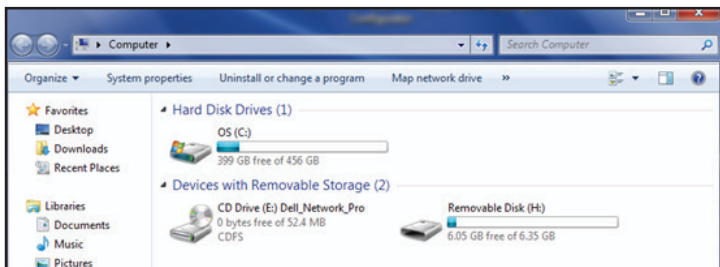 Configuration
Computer
Search Computer
Organize System properties Uninstall or change a program Map network drive »
Favorites
Desktop
Downloads
Recent Places
Libraries
Documents
Music
Pictures
Hard Disk Drives (1)
OS (C:)
399 GB free of 456 GB
Devices with Removable Storage (2)
CD Drive (E:) Dell_Network_Pro
0 bytes free of 52.4 MB
CDFS
Removable Disk (H:)
6.05 GB free of 6.35 GB